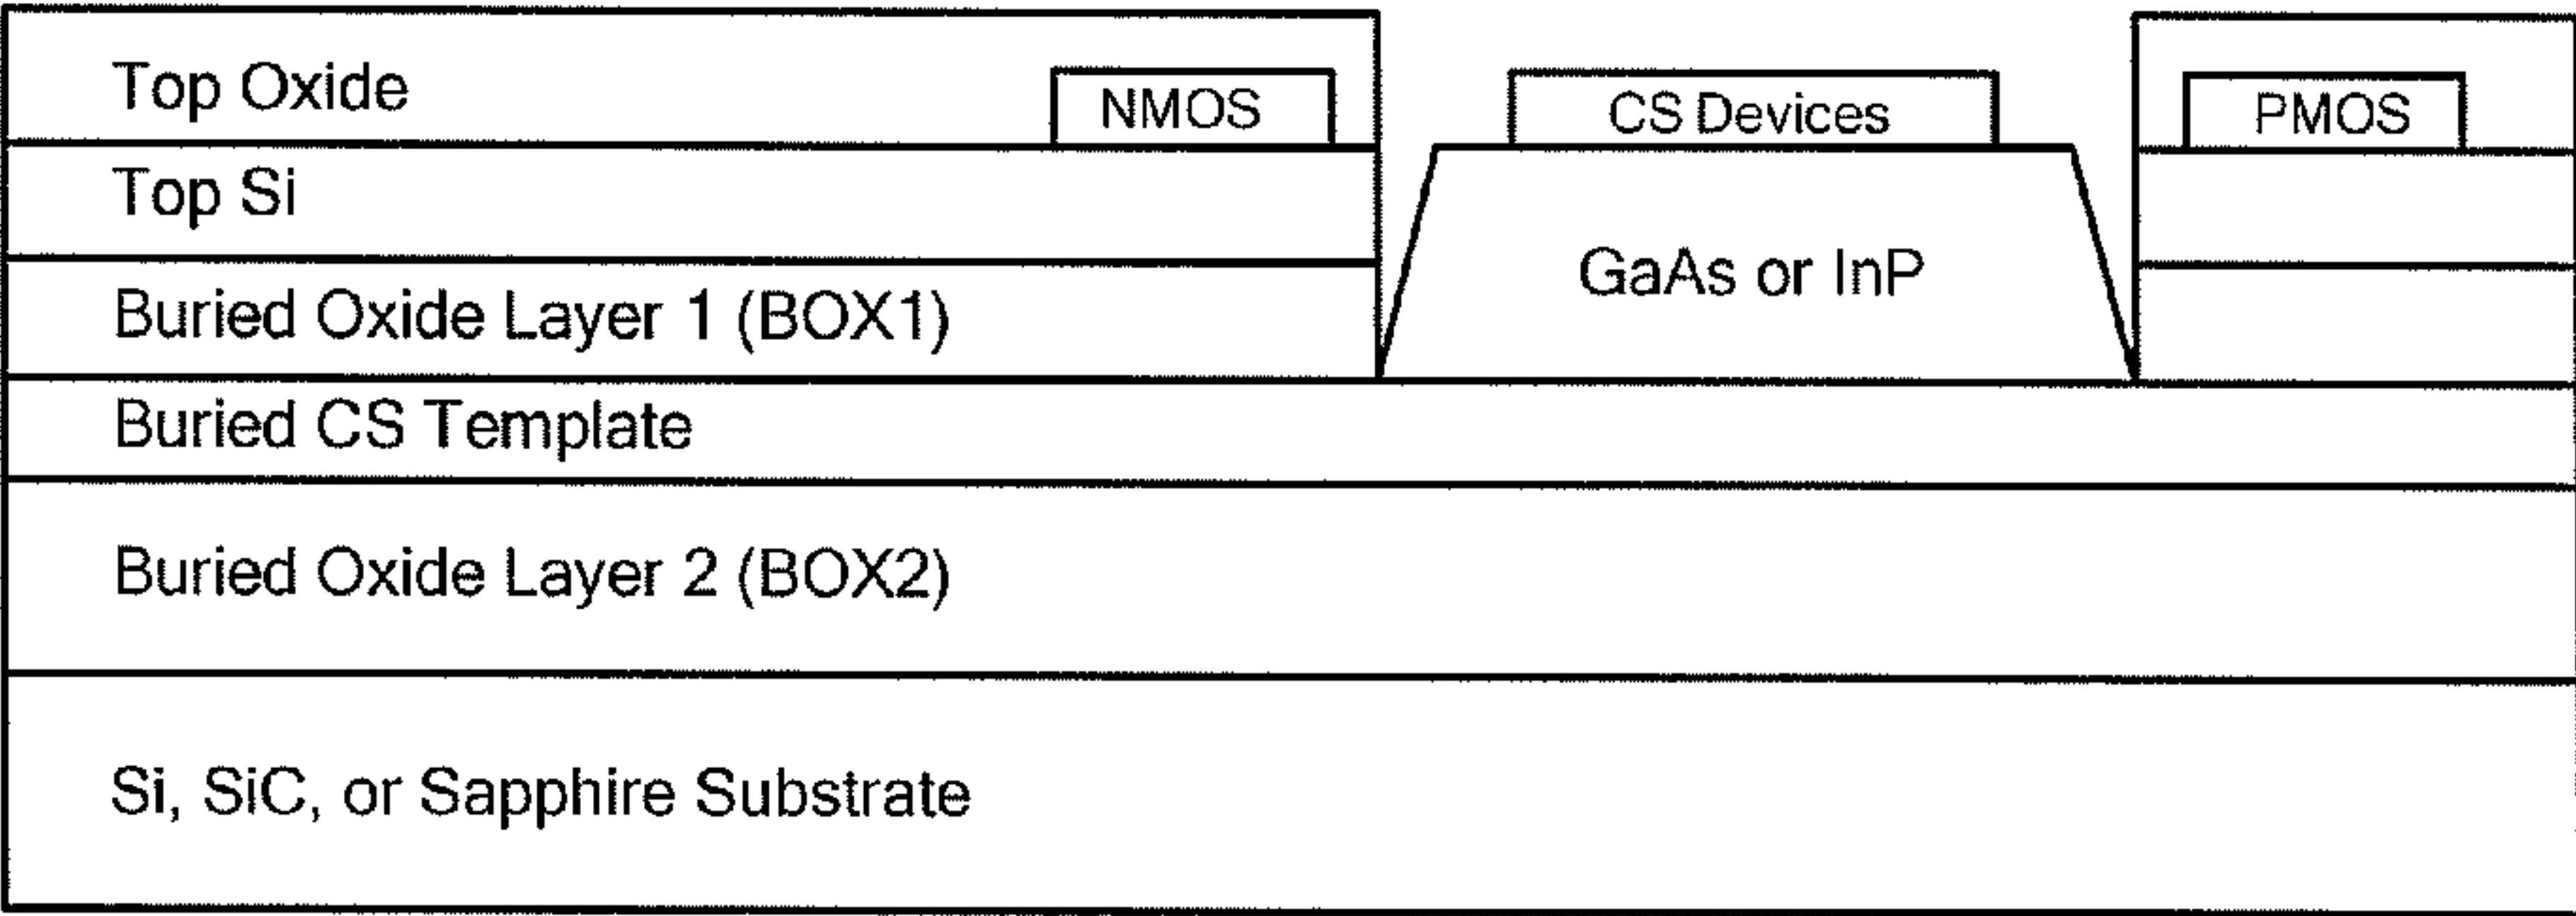 Top Oxide
NMOS
CS Devices
PMOS
Top Si
GaAs or InP
Buried Oxide Layer 1 (BOX1)
Buried CS Template
Buried Oxide Layer 2 (BOX2)
Si, SiC, or Sapphire Substrate